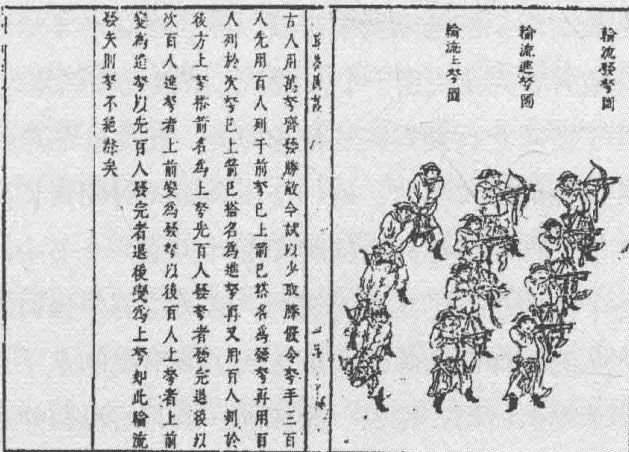 輪流發弩圖
輪流進弩圖
輪流上弩圖
古人用萬弩齊發勝敵今試以少取勝假令弩手三百
人先用百人列于前弩已上箭已搭名為發弩再用百
人列於次弩已上箭已搭名為進弩再又用百人列於
後方上弩搭箭名為上弩先百人發弩者發完退後以
次百人進弩者上前變為發弩以後百人上弩者上前
變為進弩以先百人發完者退後變為上弩如此輪流
發矢則弩不絕矣